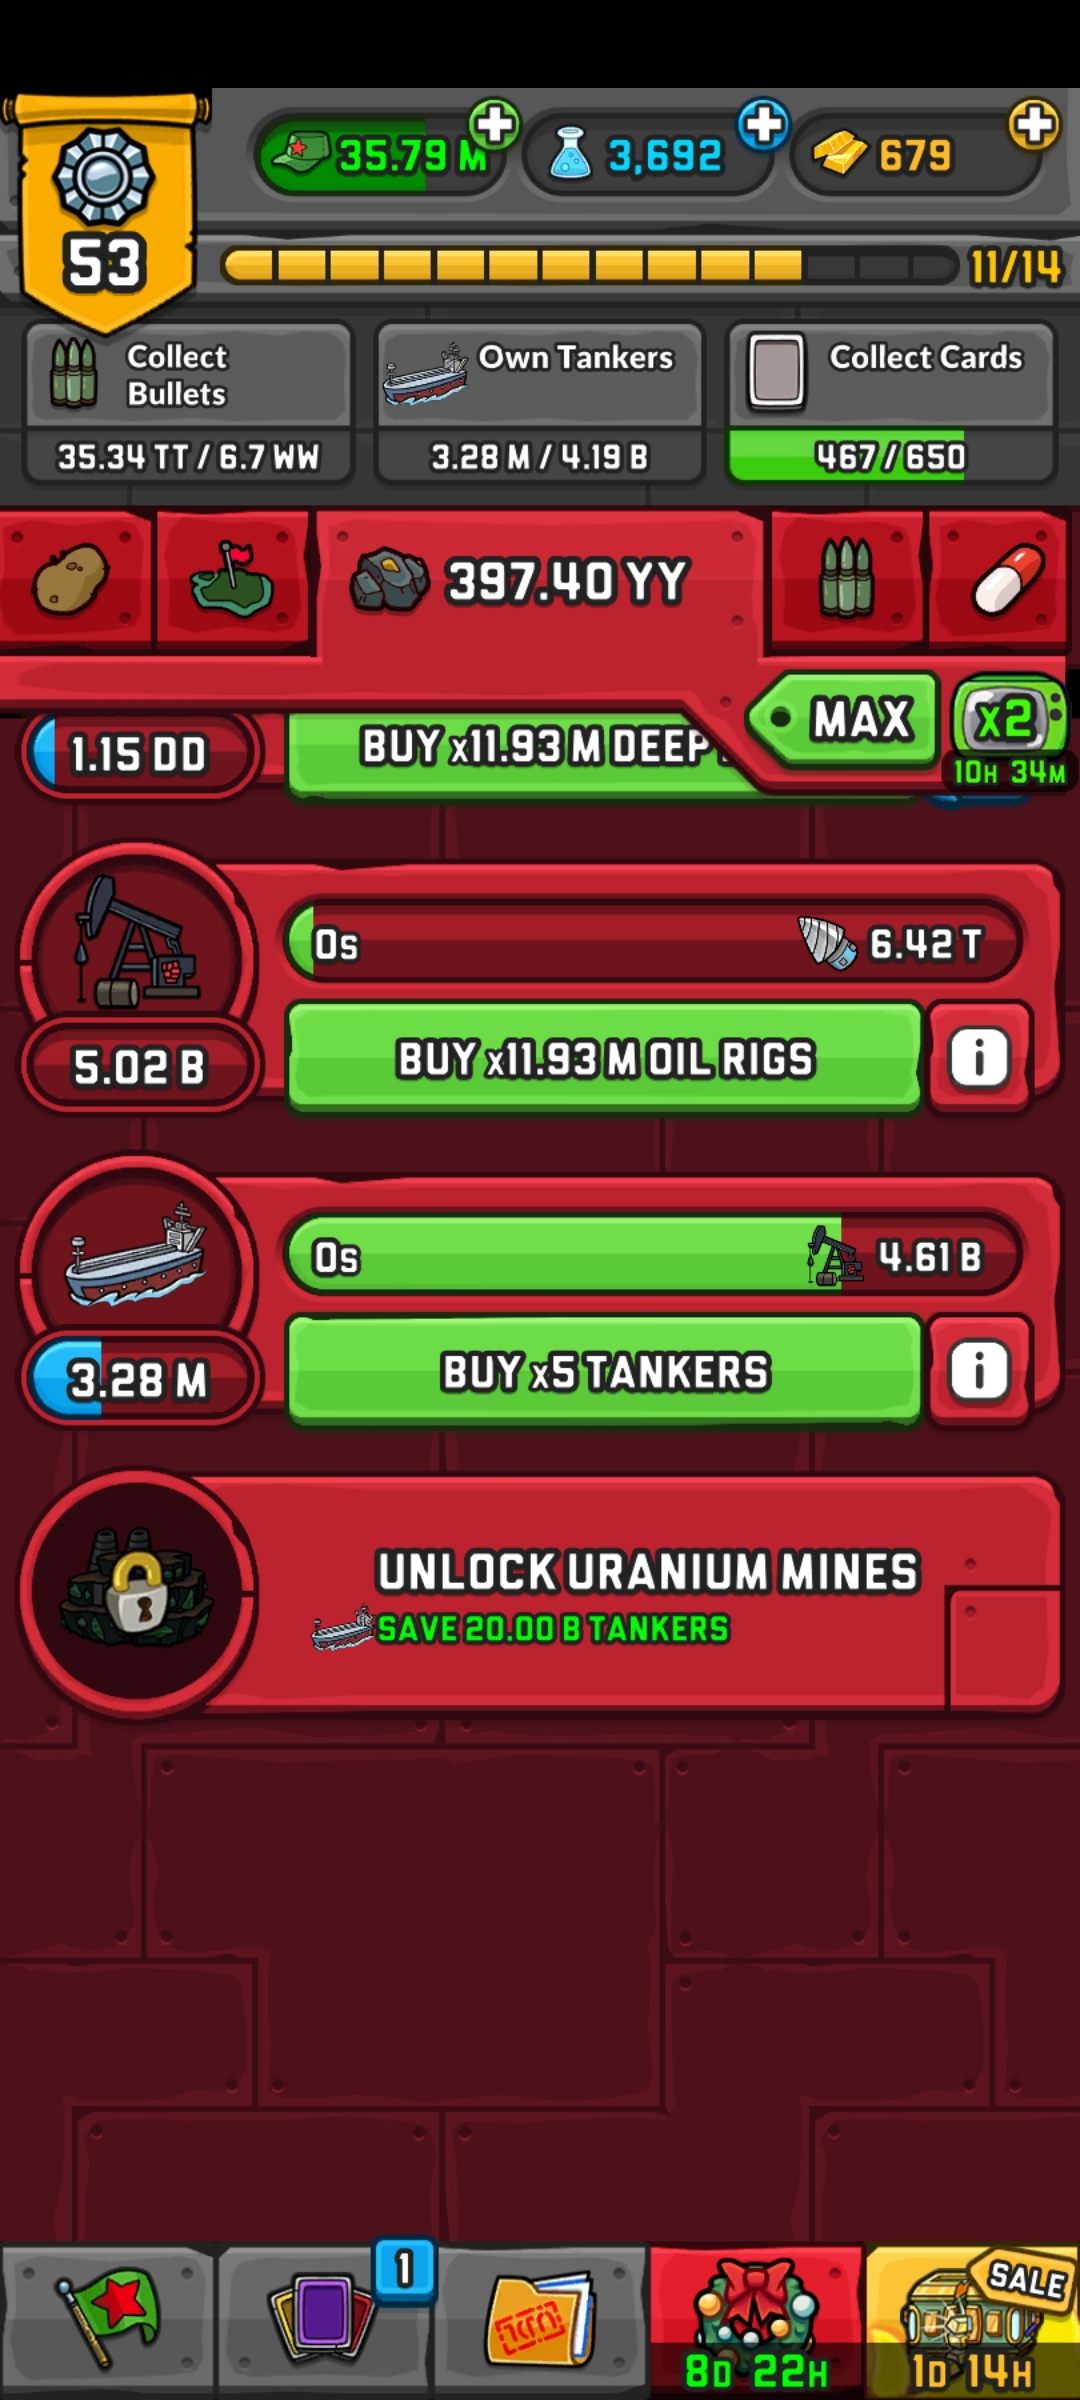 35.79 M
3,692
679
53
11/14
Collect
Bullets
35.34 TT / 6.7 WW
Own Tankers
3.28 M / 4.19 B
Collect Cards
467 / 650
397.40 YY
MAX
x2
10H 34M
1.15 DD
BUY x11.93 M DEEP
0s
6.42 T
5.02 B
BUY x11.93 M OIL RIGS
i
0s
4.61 B
3.28 M
BUY x5 TANKERS
i
UNLOCK URANIUM MINES
SAVE 20.00 B TANKERS
1
SALE
8D 22H
1D 14H